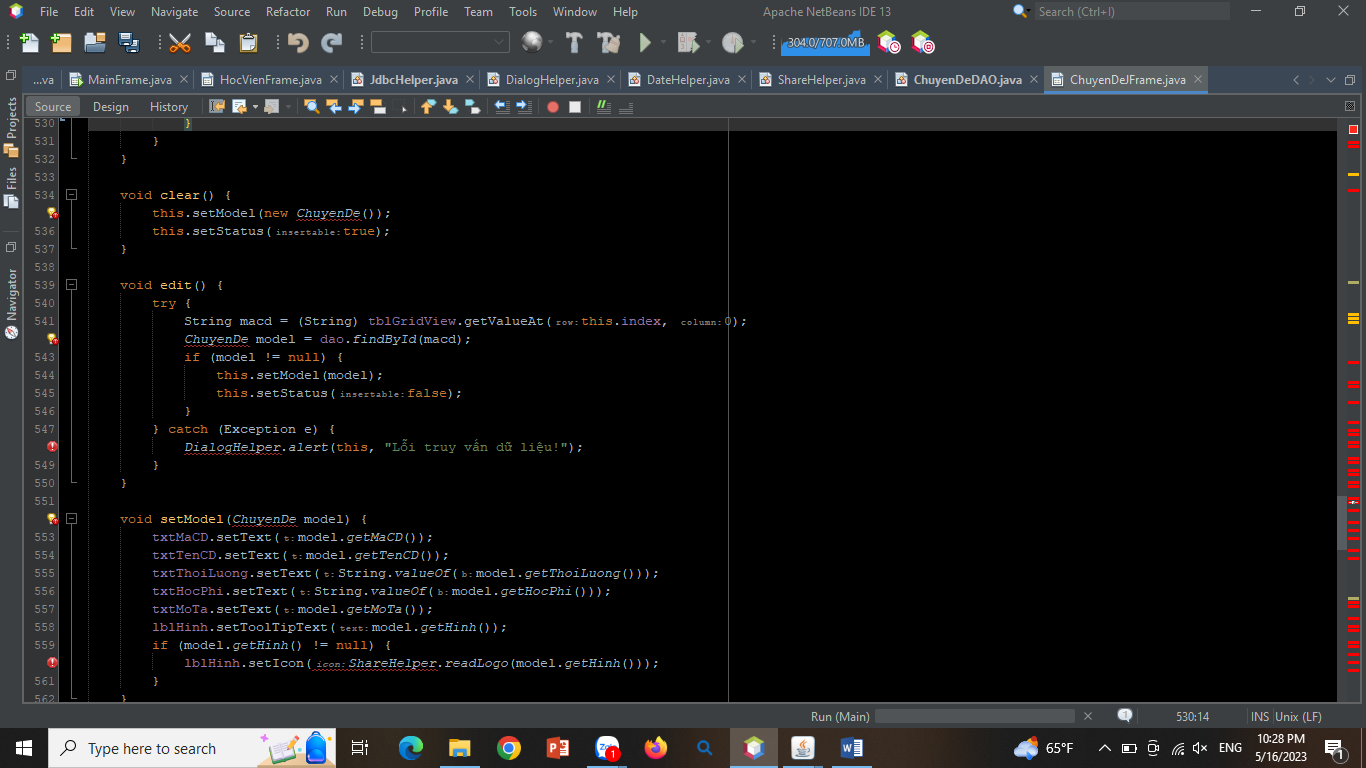 File Edit View Navigate Source Refactor Run Debug Profile Team Tools Window Help Apache NetBeans IDE 13 Search (Ctrl+I)
304.0/707.0MB
...va MainFrame.java HocVienFrame.java JdbcHelper.java DialogHelper.java DateHelper.java ShareHelper.java ChuyenDeDAO.java ChuyenDeJFrame.java
Source Design History
Projects
Files
Navigator
530 }
531 }
532 }
533
534 void clear() {
this.setModel(new ChuyenDe());
536 this.setStatus(insertable:true);
537 }
538
539 void edit() {
540 try {
541 String macd = (String) tblGridView.getValueAt(row:this.index, column:0);
ChuyenDe model = dao.findById(macd);
543 if (model != null) {
544 this.setModel(model);
545 this.setStatus(insertable:false);
546 }
547 } catch (Exception e) {
DialogHelper.alert(this, "Lỗi truy vấn dữ liệu!");
549 }
550 }
551
void setModel(ChuyenDe model) {
553 txtMaCD.setText(t:model.getMaCD());
554 txtTenCD.setText(t:model.getTenCD());
555 txtThoiLuong.setText(t:String.valueOf(b:model.getThoiLuong()));
556 txtHocPhi.setText(t:String.valueOf(b:model.getHocPhi()));
557 txtMoTa.setText(t:model.getMoTa());
558 lblHinh.setToolTipText(text:model.getHinh());
559 if (model.getHinh() != null) {
lblHinh.setIcon(icon:ShareHelper.readLogo(model.getHinh()));
561 }
562 }
Run (Main) 1 530:14 INS Unix (LF)
Type here to search 1 65°F ENG 10:28 PM
5/16/2023 1